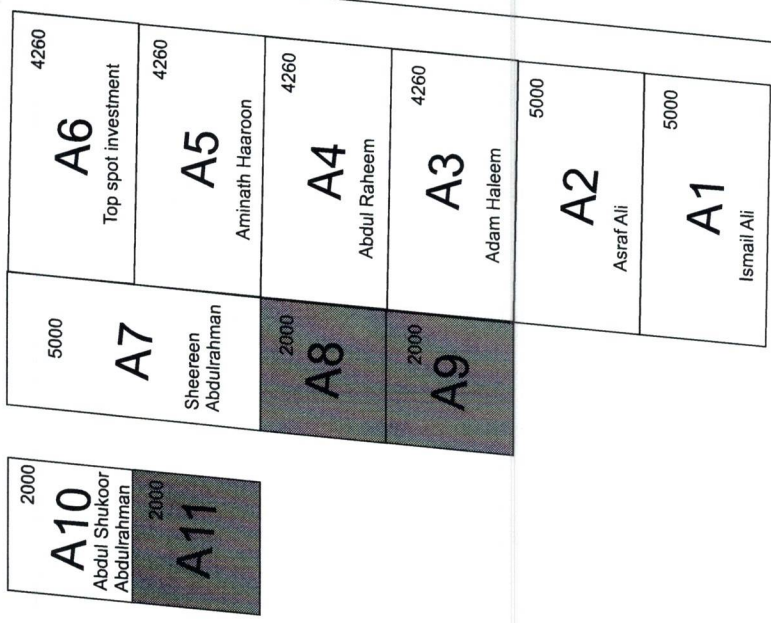 4260
A6
Top spot investment
4260
A5
Aminath Haaroon
4260
A4
Abdul Raheem
4260
A3
Adam Haleem
5000
A2
Asraf Ali
5000
A1
Ismail Ali
5000
A7
Sheereen
Abdulrahman
2000
A8
2000
A9
2000
A10
Abdul Shukoor
Abdulrahman
2000
A11